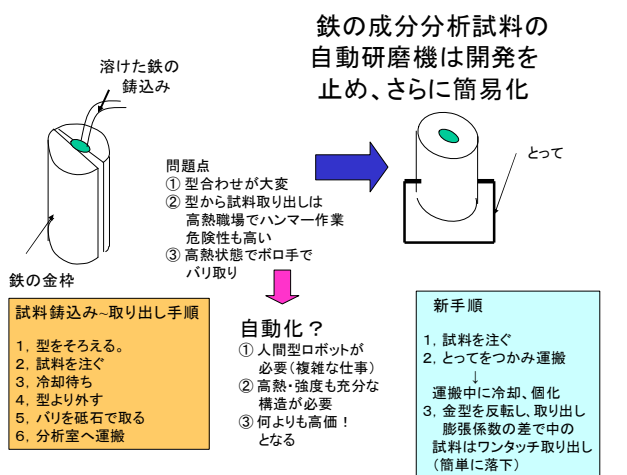 鉄の成分分析試料の
自動研磨機は開発を
止め、さらに簡易化
溶けた鉄の
鋳込み
とって
鉄の金枠
問題点
① 型合わせが大変
② 型から試料取り出しは
高熱職場でハンマー作業
危険性も高い
③ 高熱状態でボロ手で
バリ取り
試料鋳込み~取り出し手順
1, 型をそろえる。
2, 試料を注ぐ
3, 冷却待ち
4, 型より外す
5, バリを砥石で取る
6, 分析室へ運搬
自動化？
① 人間型ロボットが
必要（複雑な仕事）
② 高熱・強度も充分な
構造が必要
③ 何よりも高価！
となる
新手順
1, 試料を注ぐ
2, とってをつかみ運搬
↓
運搬中に冷却、個化
3, 金型を反転し、取り出し
膨張係数の差で中の
試料はワンタッチ取り出し
（簡単に落下）